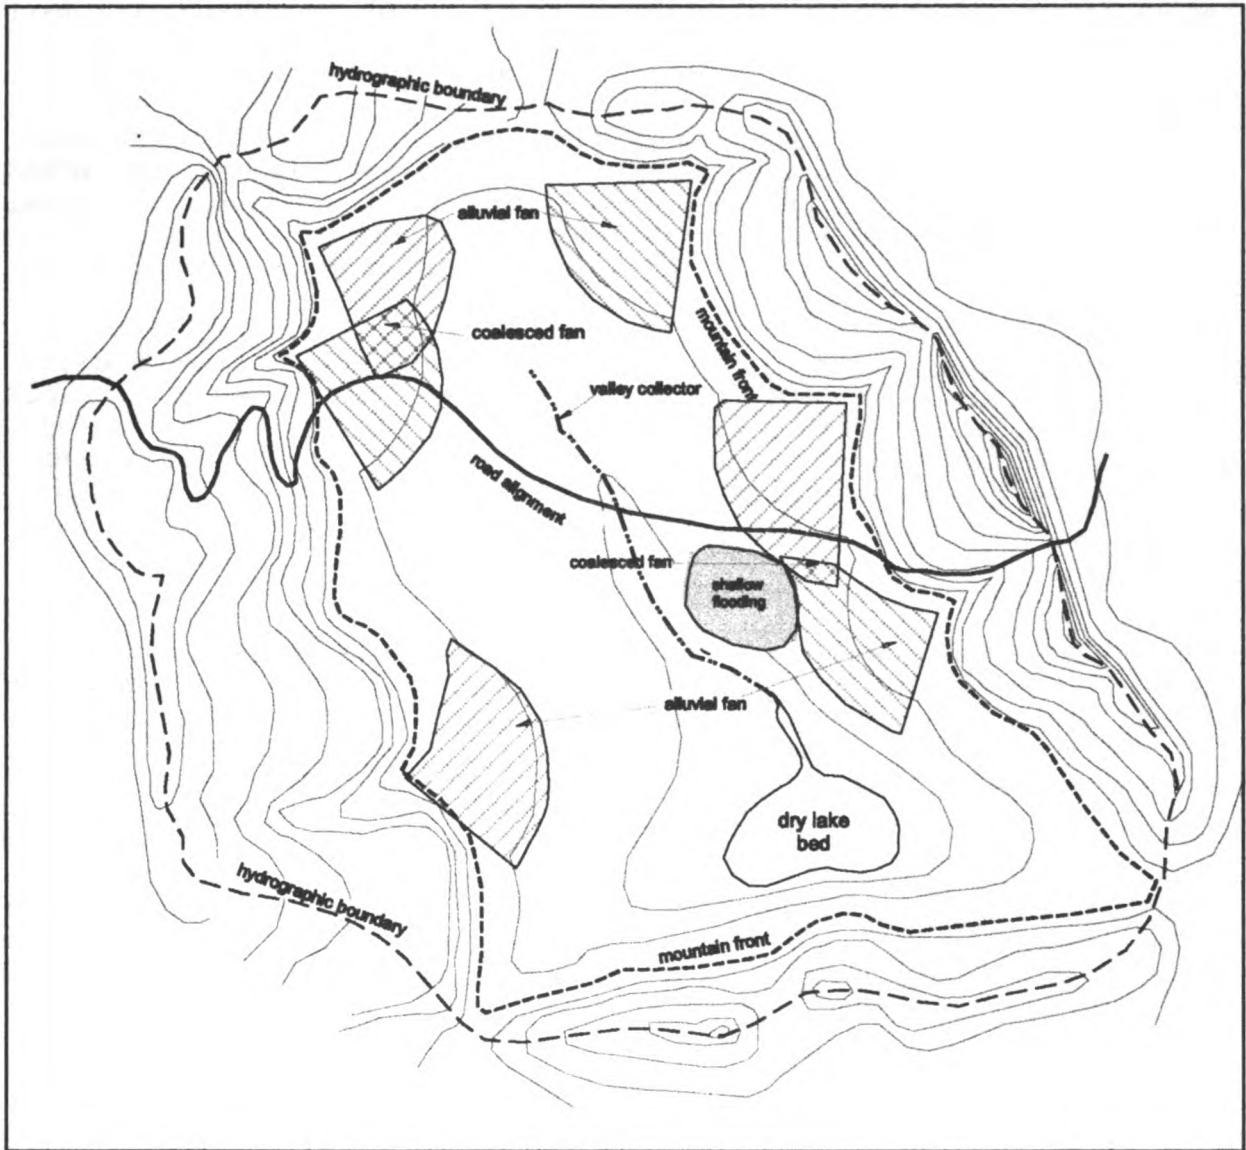 hydrographic boundary
alluvial fan
coalesced fan
mountain front
valley collector
road alignment
coalesced fan
shallow
flooding
alluvial fan
dry lake
bed
hydrographic boundary
mountain front